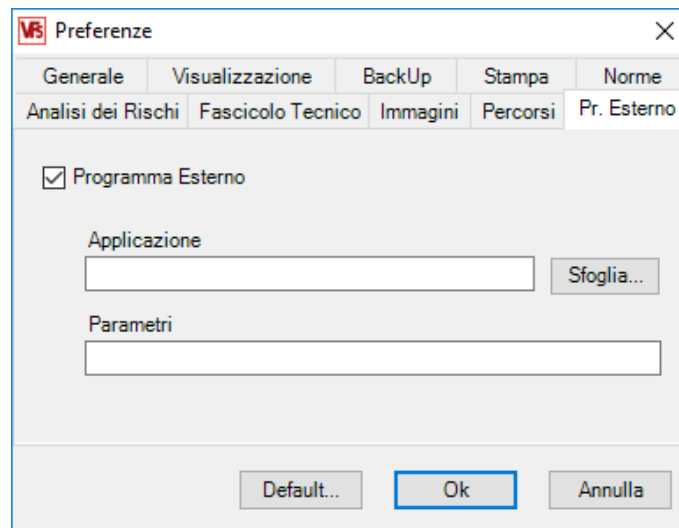 VFs Preferenze
Generale Visualizzazione BackUp Stampa Norme
Analisi dei Rischi Fascicolo Tecnico Immagini Percorsi Pr. Esterno
Programma Esterno
Applicazione
Sfoglia...
Parametri
Default... Ok Annulla